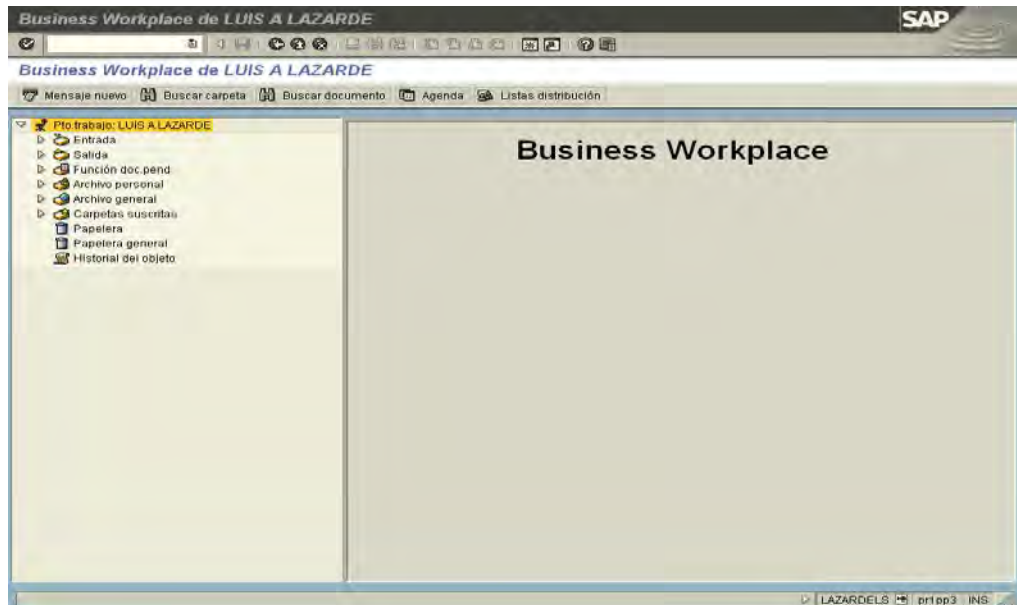 Business Workplace de LUIS A LAZARDE
SAP
Business Workplace de LUIS A LAZARDE
Mensaje nuevo Buscar carpeta Buscar documento Agenda Listas distribución
Pto.trabajo: LUIS A LAZARDE
Entrada
Salida
Función doc.pend
Archivo personal
Archivo general
Carpetas suscritas
Papelera
Papelera general
Historial del objeto
Business Workplace
LAZARDELS pr1pp3 INS